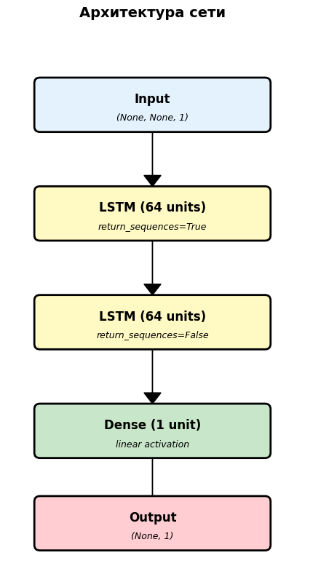 Архитектура сети
Input
(None, None, 1)
LSTM (64 units)
return_sequences=True
LSTM (64 units)
return_sequences=False
Dense (1 unit)
linear activation
Output
(None, 1)